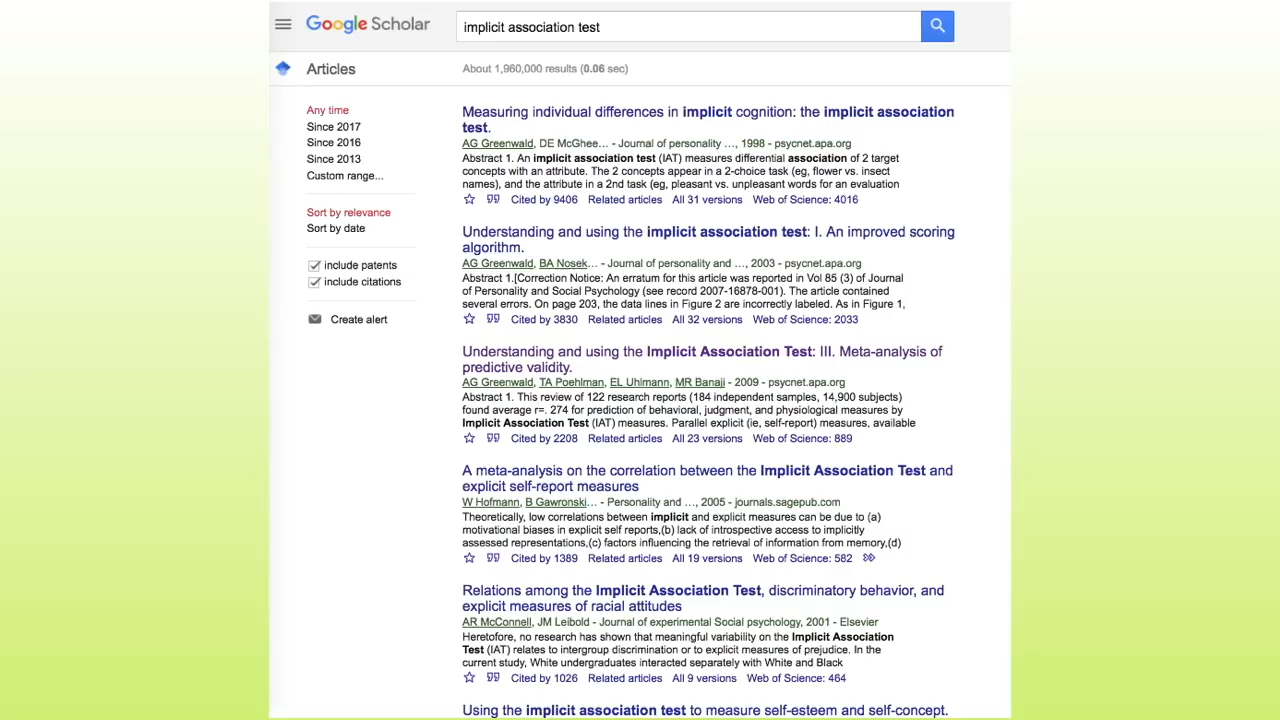 Google Scholar
implicit association test
Articles
About 1,960,000 results (0.06 sec)
Any time
Since 2017
Since 2016
Since 2013
Custom range...
Sort by relevance
Sort by date
include patents
include citations
Create alert
Measuring individual differences in implicit cognition: the implicit association
test.
AG Greenwald, DE McGhee… - Journal of personality …, 1998 - psycnet.apa.org
Abstract 1. An implicit association test (IAT) measures differential association of 2 target
concepts with an attribute. The 2 concepts appear in a 2-choice task (eg, flower vs. insect
names), and the attribute in a 2nd task (eg, pleasant vs. unpleasant words for an evaluation
Cited by 9406 Related articles All 31 versions Web of Science: 4016
Understanding and using the implicit association test: I. An improved scoring
algorithm.
AG Greenwald, BA Nosek… - Journal of personality and …, 2003 - psycnet.apa.org
Abstract 1.[Correction Notice: An erratum for this article was reported in Vol 85 (3) of Journal
of Personality and Social Psychology (see record 2007-16878-001). The article contained
several errors. On page 203, the data lines in Figure 2 are incorrectly labeled. As in Figure 1,
Cited by 3830 Related articles All 32 versions Web of Science: 2033
Understanding and using the Implicit Association Test: III. Meta-analysis of
predictive validity.
AG Greenwald, TA Poehlman, EL Uhlmann, MR Banaji - 2009 - psycnet.apa.org
Abstract 1. This review of 122 research reports (184 independent samples, 14,900 subjects)
found average r=. 274 for prediction of behavioral, judgment, and physiological measures by
Implicit Association Test (IAT) measures. Parallel explicit (ie, self-report) measures, available
Cited by 2208 Related articles All 23 versions Web of Science: 889
A meta-analysis on the correlation between the Implicit Association Test and
explicit self-report measures
W Hofmann, B Gawronski… - Personality and …, 2005 - journals.sagepub.com
Theoretically, low correlations between implicit and explicit measures can be due to (a)
motivational biases in explicit self reports,(b) lack of introspective access to implicitly
assessed representations,(c) factors influencing the retrieval of information from memory,(d)
Cited by 1389 Related articles All 19 versions Web of Science: 582
Relations among the Implicit Association Test, discriminatory behavior, and
explicit measures of racial attitudes
AR McConnell, JM Leibold - Journal of experimental Social psychology, 2001 - Elsevier
Heretofore, no research has shown that meaningful variability on the Implicit Association
Test (IAT) relates to intergroup discrimination or to explicit measures of prejudice. In the
current study, White undergraduates interacted separately with White and Black
Cited by 1026 Related articles All 9 versions Web of Science: 464
Using the implicit association test to measure self-esteem and self-concept.